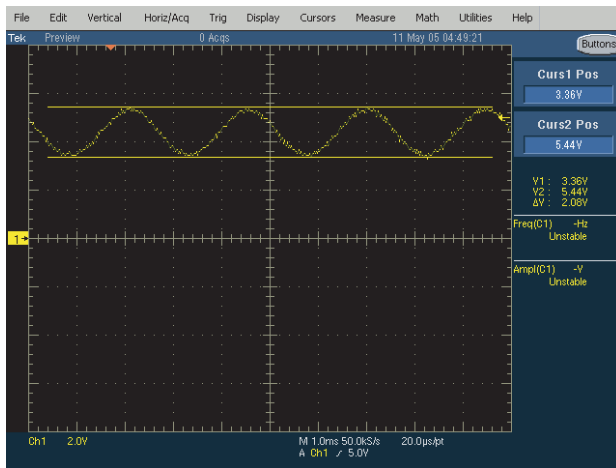 File Edit Vertical Horiz/Acq Trig Display Cursors Measure Math Utilities Help
Tek Preview 0 Acqs 11 May 05 04:49:21
Buttons
Curs1 Pos
3.36V
Curs2 Pos
5.44V
V1 : 3.36V
V2 : 5.44V
ΔV : 2.08V
1
Freq(C1) -Hz
Unstable
Ampl(C1) -V
Unstable
Ch1 2.0V M 1.0ms 50.0kS/s 20.0µs/pt
A Ch1 / 5.0V